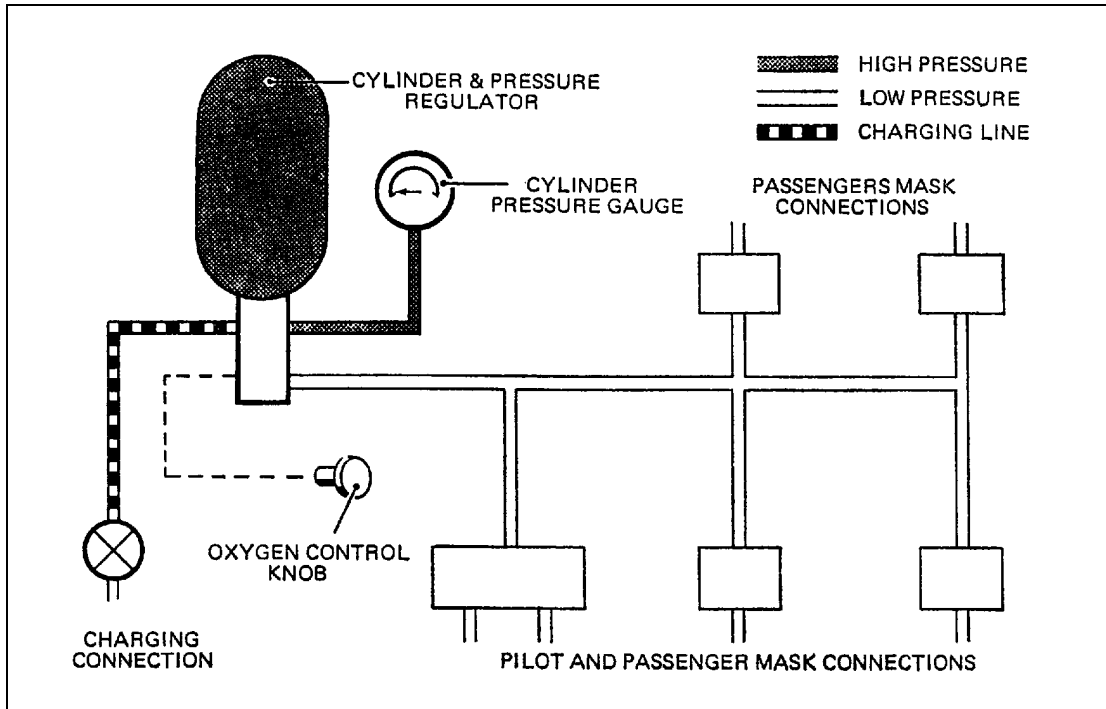 CYLINDER & PRESSURE
REGULATOR
HIGH PRESSURE
LOW PRESSURE
CHARGING LINE
CYLINDER
PRESSURE GAUGE
PASSENGERS MASK
CONNECTIONS
OXYGEN CONTROL
KNOB
CHARGING
CONNECTION
PILOT AND PASSENGER MASK CONNECTIONS